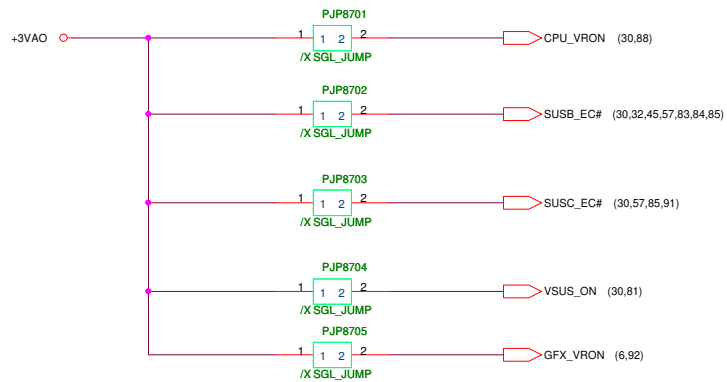 PJP8701
+3VAO 1 1 2 2 CPU_VRON (30,88)
/X SGL_JUMP
PJP8702
1 1 2 2 SUSB_EC# (30,32,45,57,83,84,85)
/X SGL_JUMP
PJP8703
1 1 2 2 SUSC_EC# (30,57,85,91)
/X SGL_JUMP
PJP8704
1 1 2 2 VSUS_ON (30,81)
/X SGL_JUMP
PJP8705
1 1 2 2 GFX_VRON (6,92)
/X SGL_JUMP